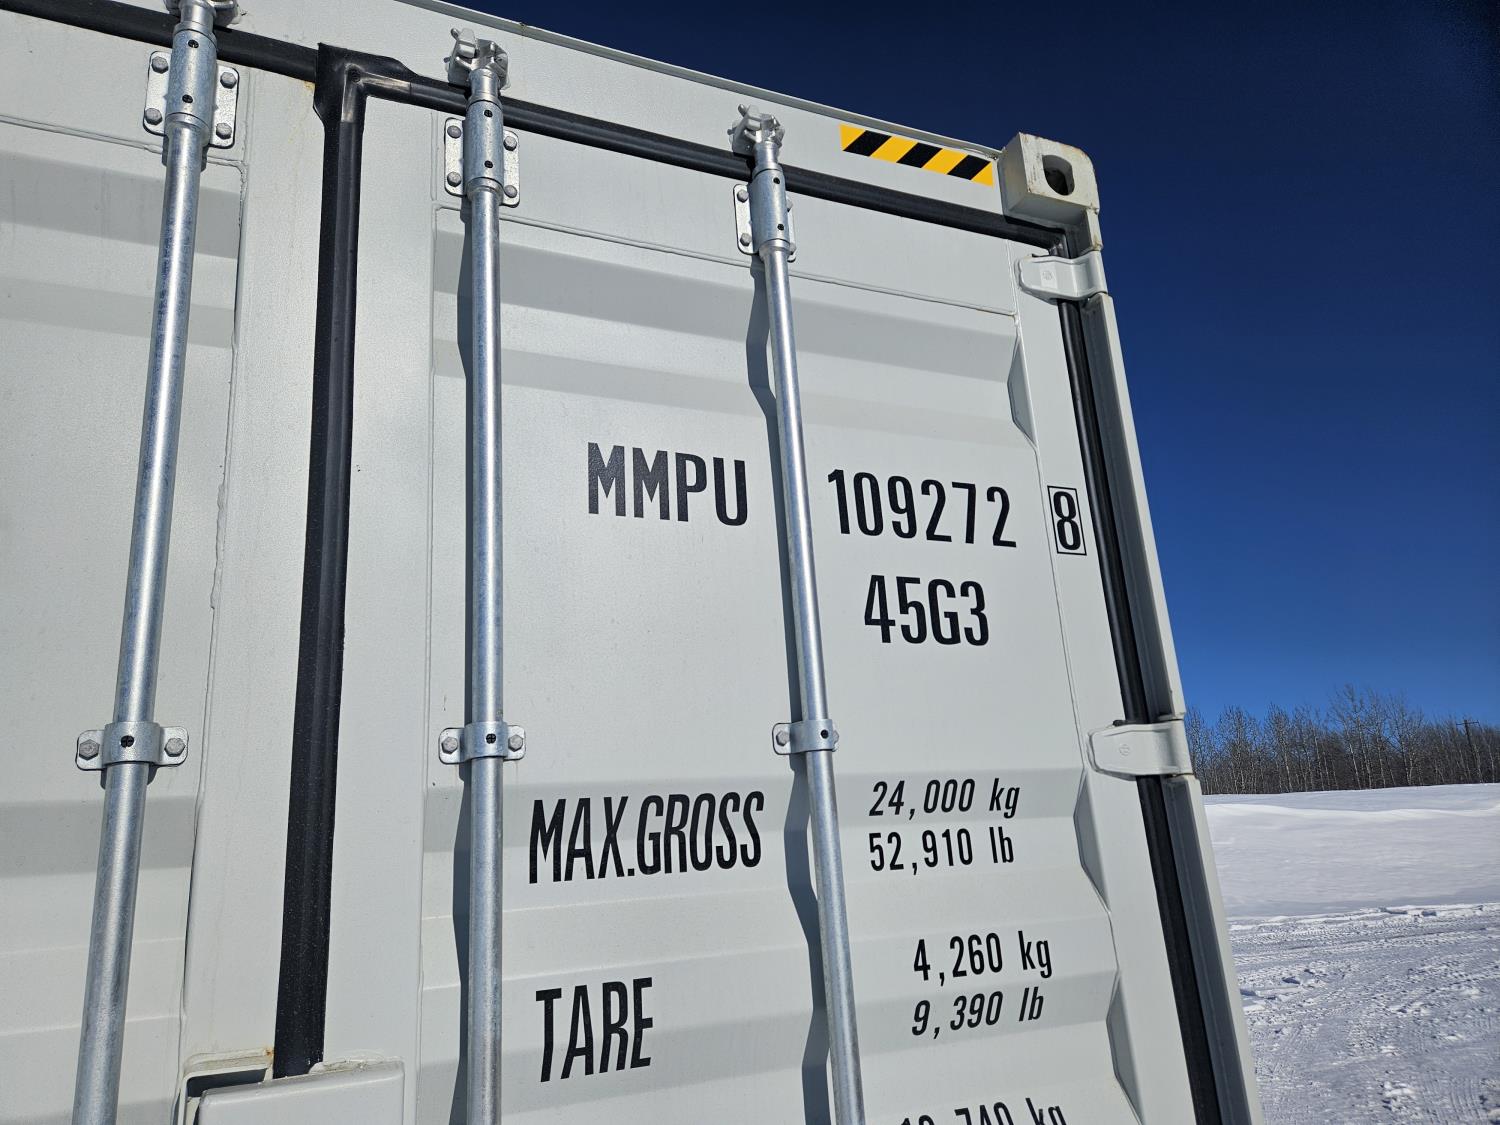 MMPU 109272 8
45G3
MAX.GROSS 24,000 kg
52,910 lb
TARE 4,260 kg
9,390 lb